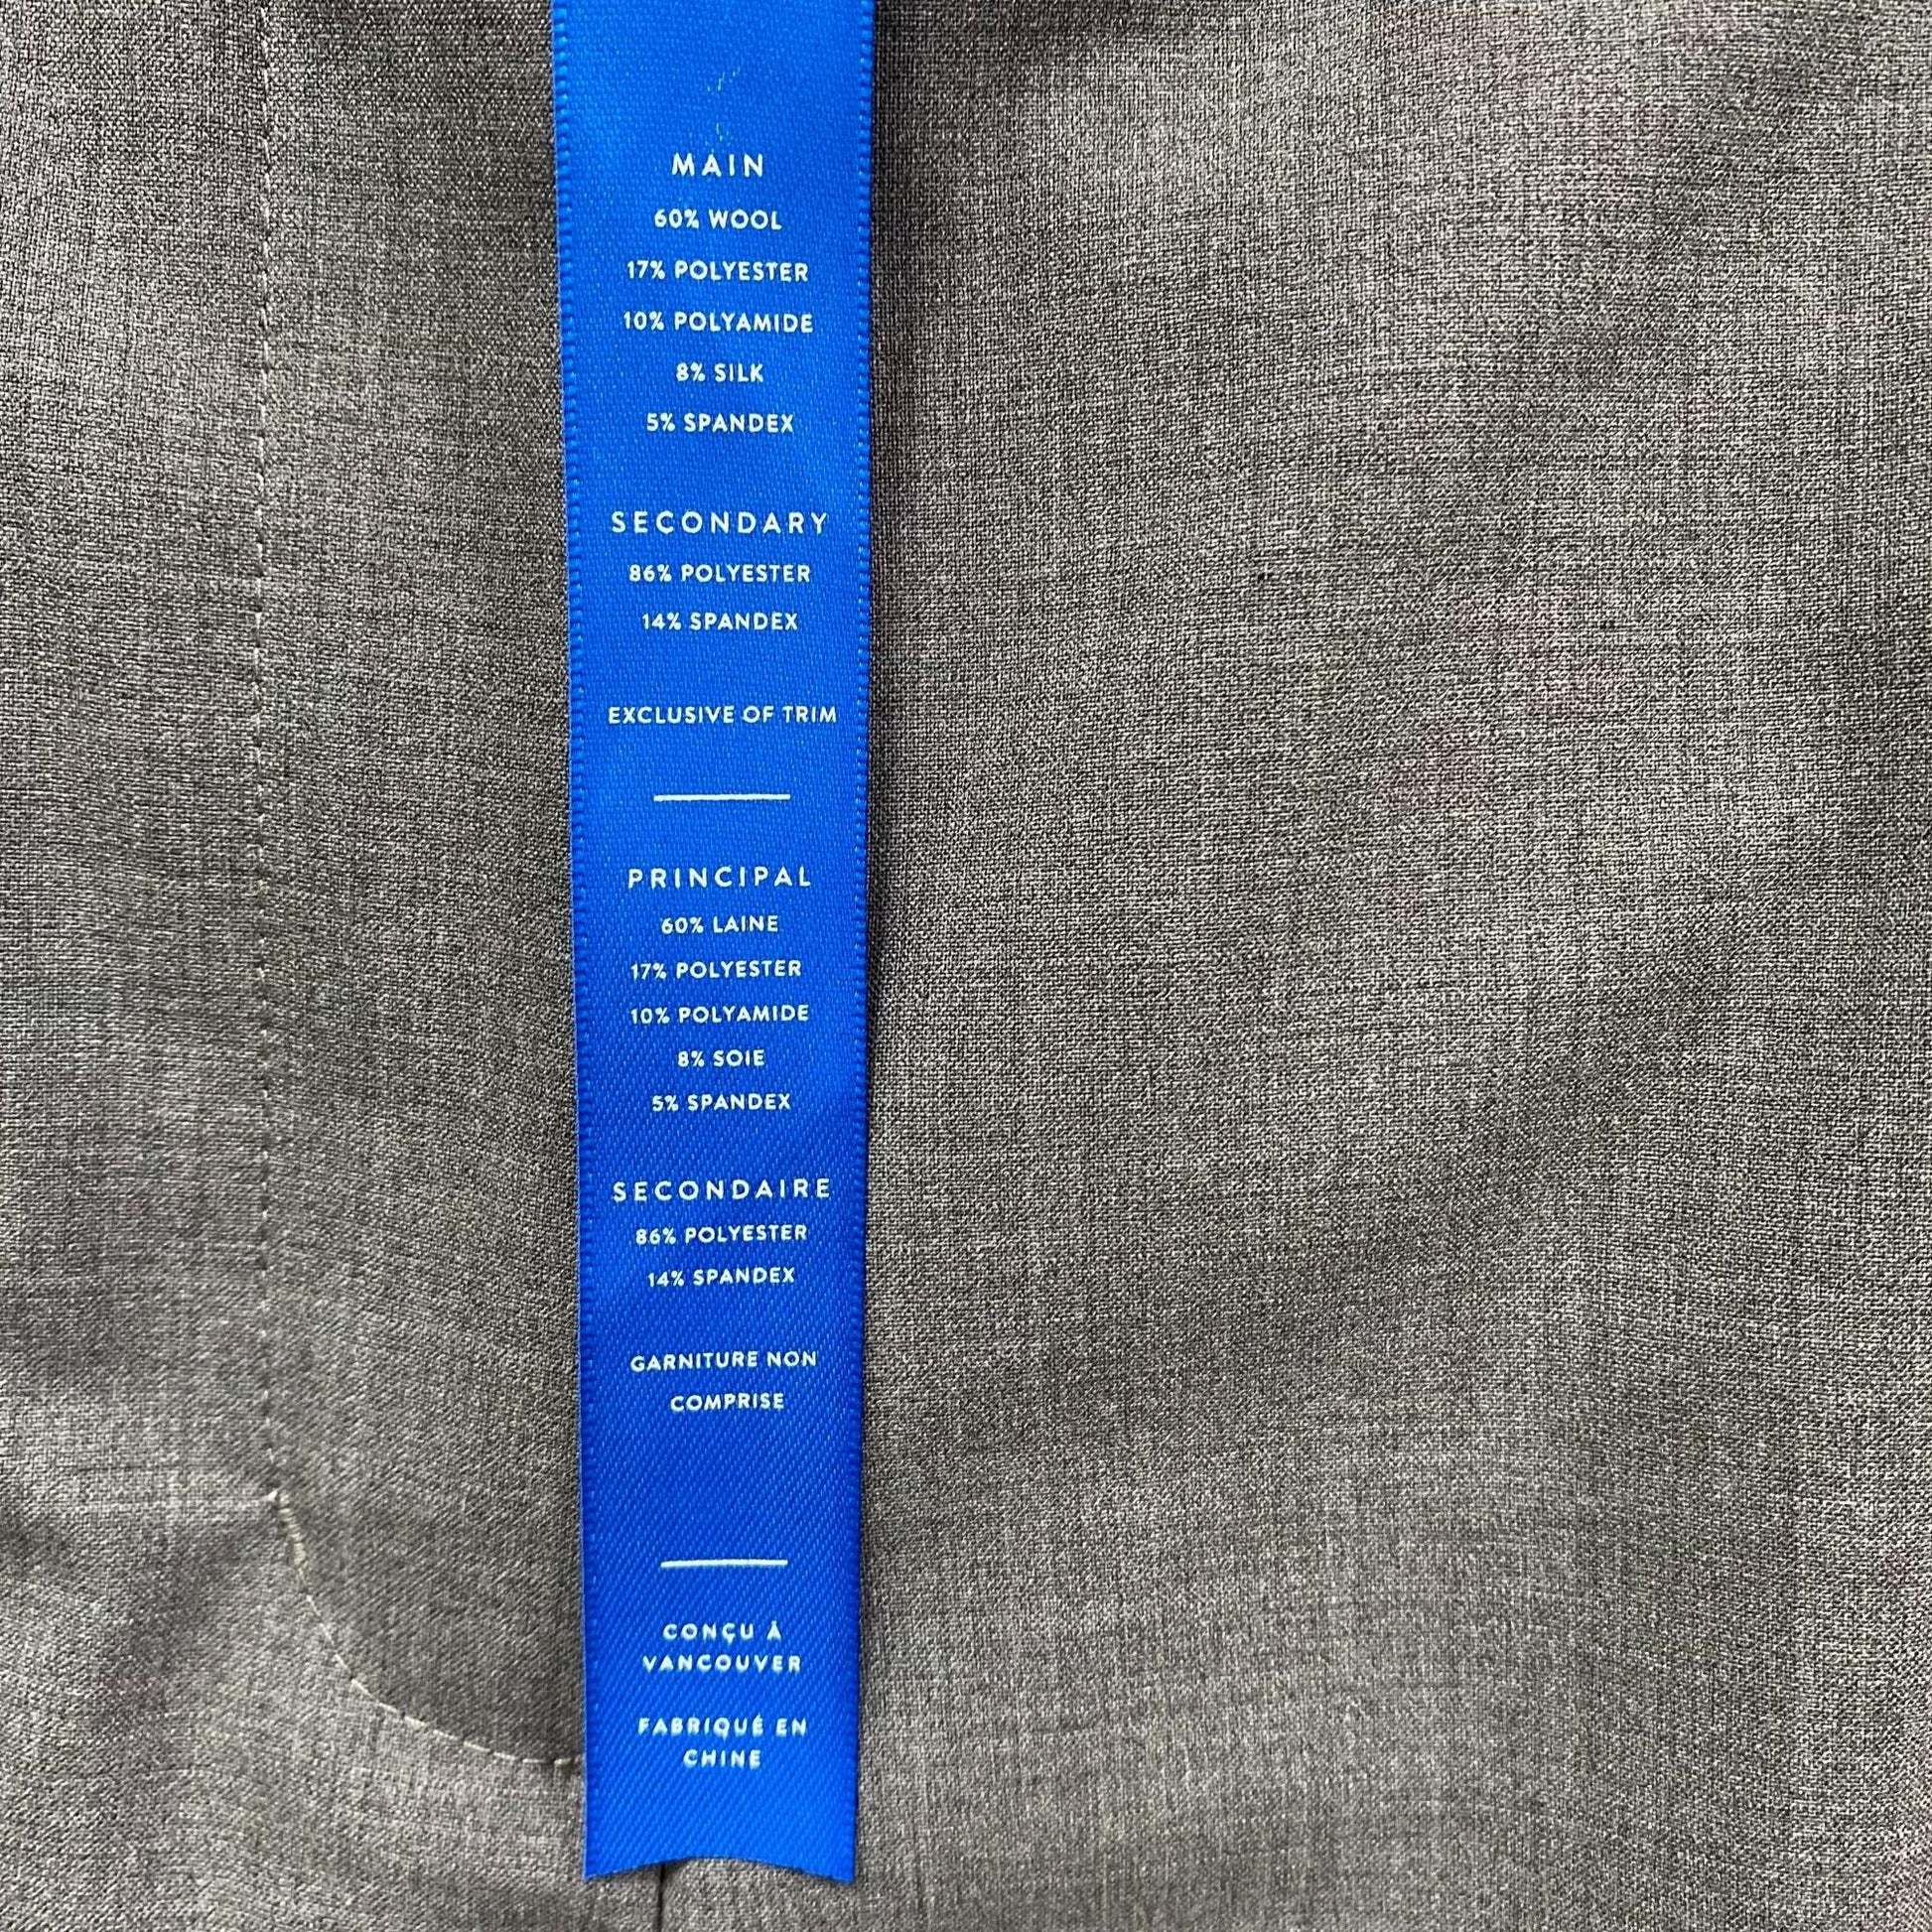 MAIN
60% WOOL
17% POLYESTER
10% POLYAMIDE
8% SILK
5% SPANDEX
SECONDARY
86% POLYESTER
14% SPANDEX
EXCLUSIVE OF TRIM
PRINCIPAL
60% LAINE
17% POLYESTER
10% POLYAMIDE
8% SOIE
5% SPANDEX
SECONDAIRE
86% POLYESTER
14% SPANDEX
GARNITURE NON
COMPRISE
CONÇU À
VANCOUVER
FABRIQUÉ EN
CHINE